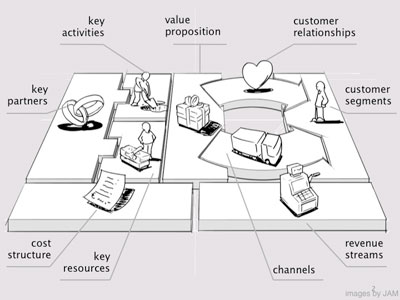 key
activities
value
proposition
customer
relationships
key
partners
customer
segments
cost
structure
key
resources
channels
revenue
streams
images by JAM